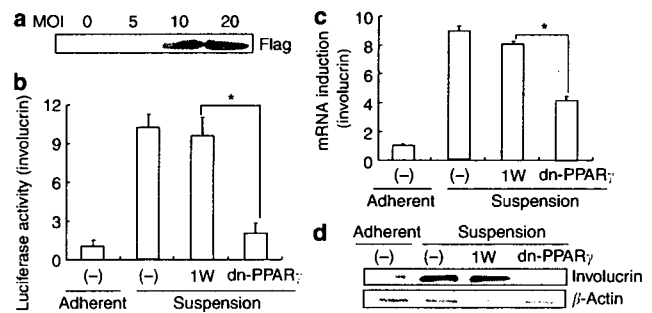 a MOI 0 5 10 20
Flag
b
Luciferase activity (involucrin)
12
9
6
3
0
*
(–) (–) 1W dn-PPARγ
Adherent Suspension
c
mRNA induction
(involucrin)
10
8
6
4
2
0
*
(–) (–) 1W dn-PPARγ
Adherent Suspension
d Adherent Suspension
(–) (–) 1W dn-PPARγ
Involucrin
β-Actin